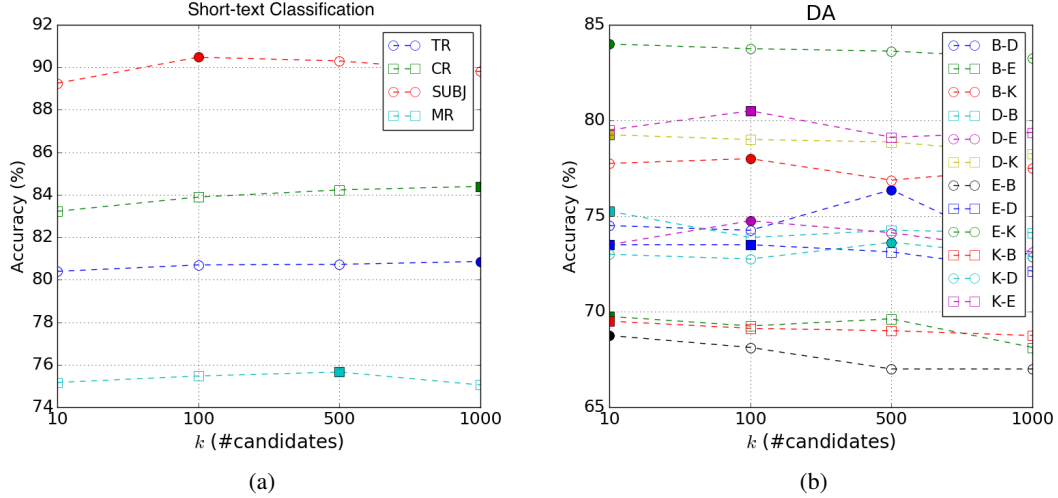 Short-text Classification
92
90
88
86
84
82
80
78
76
74
Accuracy (%)
TR
CR
SUBJ
MR
10
100
500
1000
k (#candidates)
(a)
DA
85
80
75
70
65
Accuracy (%)
B-D
B-E
B-K
D-B
D-E
D-K
E-B
E-D
E-K
K-B
K-D
K-E
10
100
500
1000
k (#candidates)
(b)